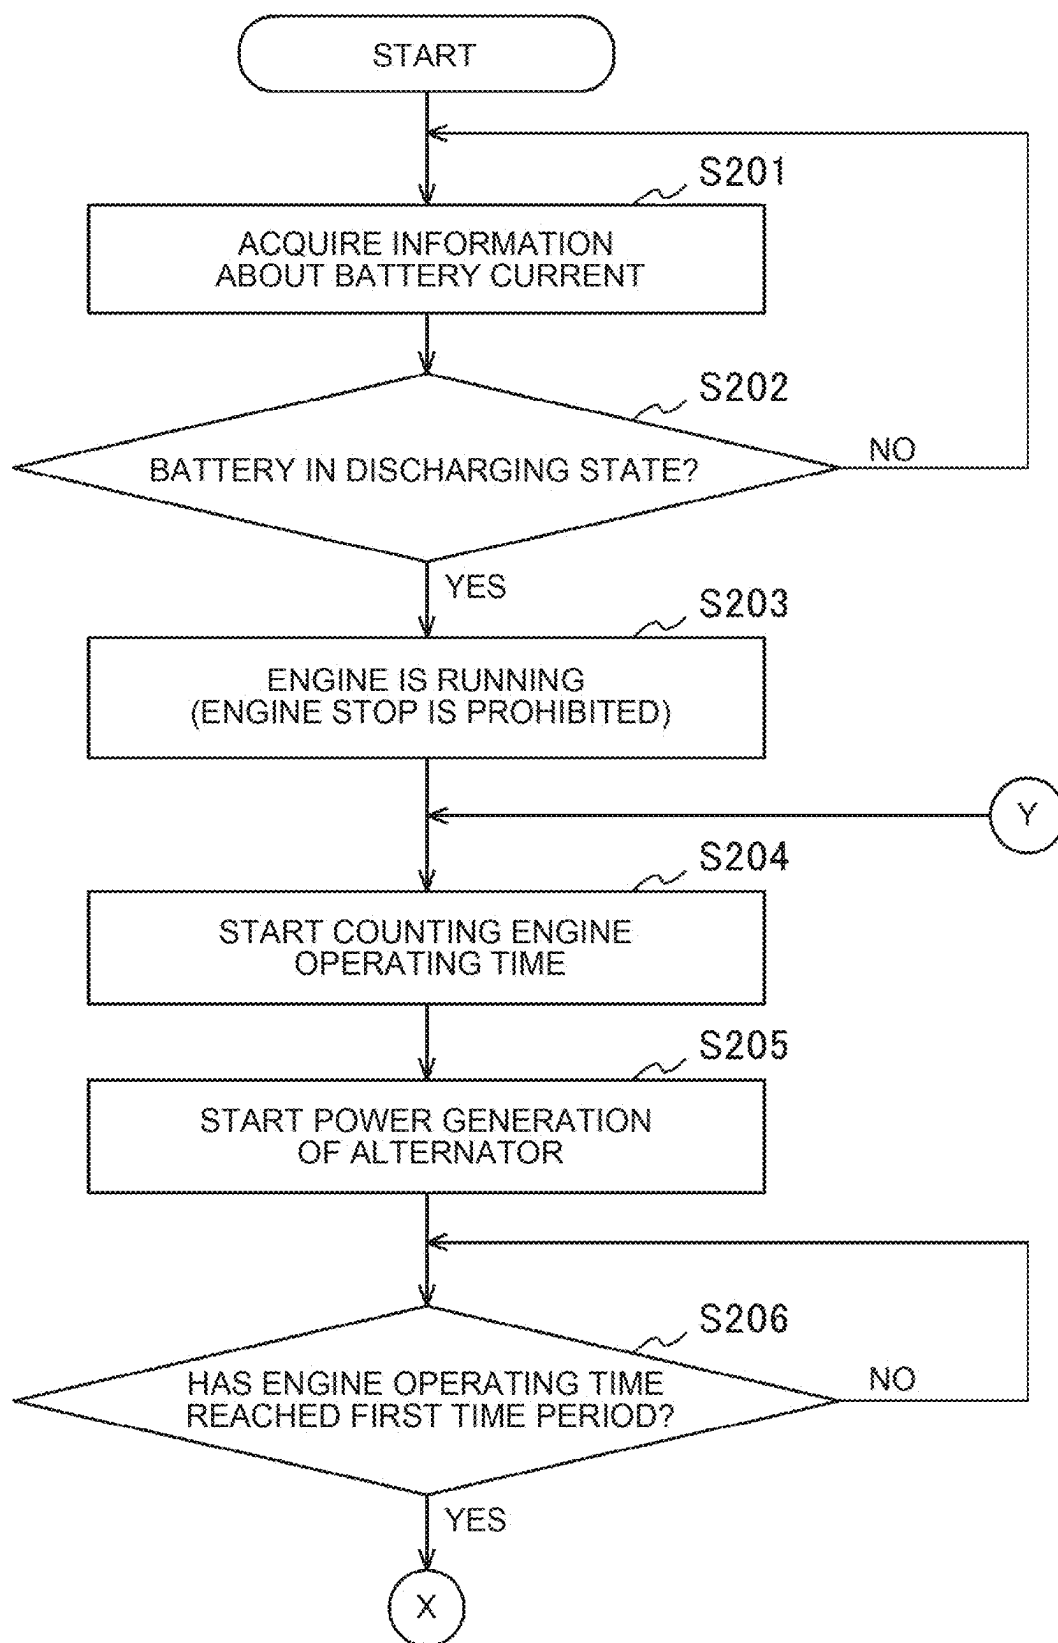 START
S201
ACQUIRE INFORMATION
ABOUT BATTERY CURRENT
S202
BATTERY IN DISCHARGING STATE?
NO
YES
S203
ENGINE IS RUNNING
(ENGINE STOP IS PROHIBITED)
Y
S204
START COUNTING ENGINE
OPERATING TIME
S205
START POWER GENERATION
OF ALTERNATOR
S206
HAS ENGINE OPERATING TIME
REACHED FIRST TIME PERIOD?
NO
YES
X